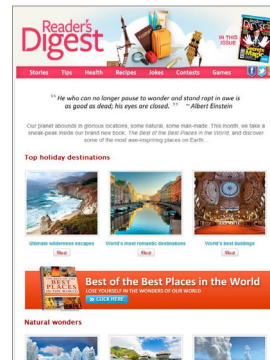 Reader's
Digest
IN THIS
ISSUE
Stories Tips Health Recipes Jokes Contests Games
“ He who can no longer pause to wonder and stand rapt in awe is
as good as dead; his eyes are closed. ” ~ Albert Einstein
Our planet abounds in glorious locations, some natural, some man-made. This month, we take a
sneak-peak inside our brand new book, The Best of the Best Places in the World, and discover
some of the most awe-inspiring places on Earth...
Top holiday destinations
Ultimate wilderness escapes World's most romantic destinations World's best buildings
BEST
PLACES
Best of the Best Places in the World
LOSE YOURSELF IN THE WONDERS OF OUR WORLD
CLICK HERE
Natural wonders